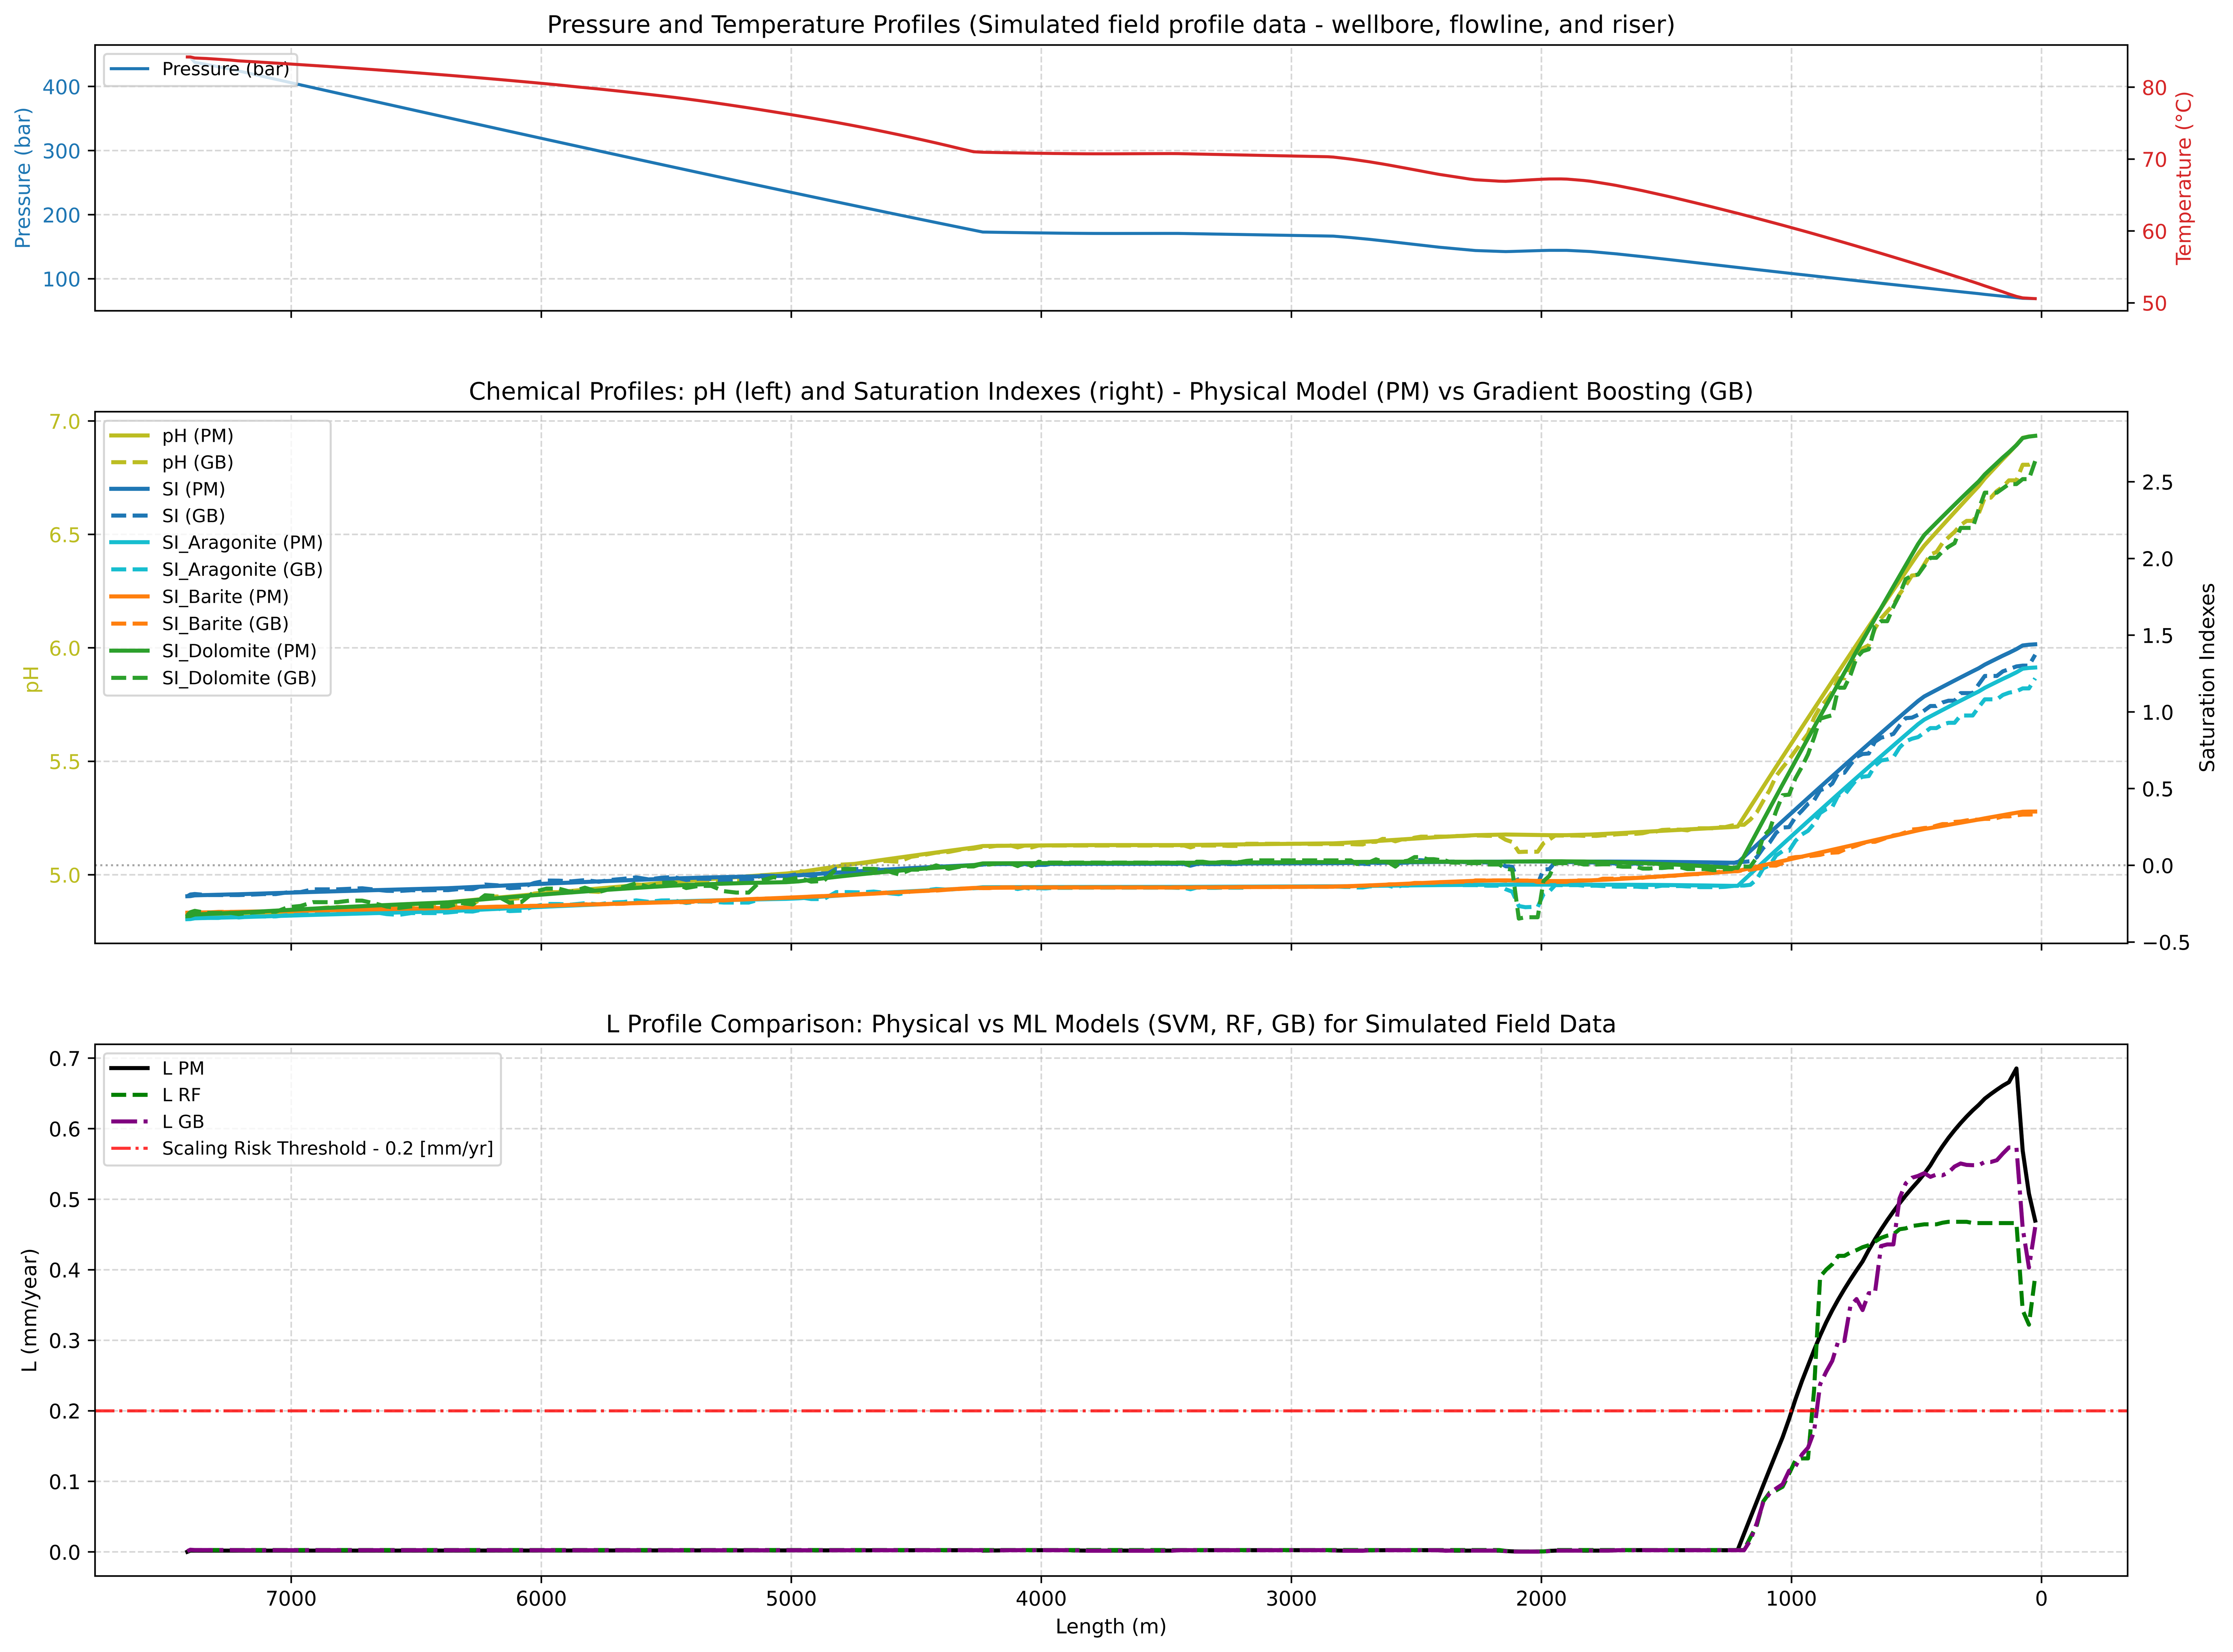 Pressure and Temperature Profiles (Simulated field profile data - wellbore, flowline, and riser)
Pressure (bar)
Pressure (bar)
400
300
200
100
80
70
60
50
Temperature (°C)
Chemical Profiles: pH (left) and Saturation Indexes (right) - Physical Model (PM) vs Gradient Boosting (GB)
pH
7.0
6.5
6.0
5.5
5.0
pH (PM)
pH (GB)
SI (PM)
SI (GB)
SI_Aragonite (PM)
SI_Aragonite (GB)
SI_Barite (PM)
SI_Barite (GB)
SI_Dolomite (PM)
SI_Dolomite (GB)
2.5
2.0
1.5
1.0
0.5
0.0
−0.5
Saturation Indexes
L Profile Comparison: Physical vs ML Models (SVM, RF, GB) for Simulated Field Data
L (mm/year)
0.7
0.6
0.5
0.4
0.3
0.2
0.1
0.0
L PM
L RF
L GB
Scaling Risk Threshold - 0.2 [mm/yr]
7000 6000 5000 4000 3000 2000 1000 0
Length (m)